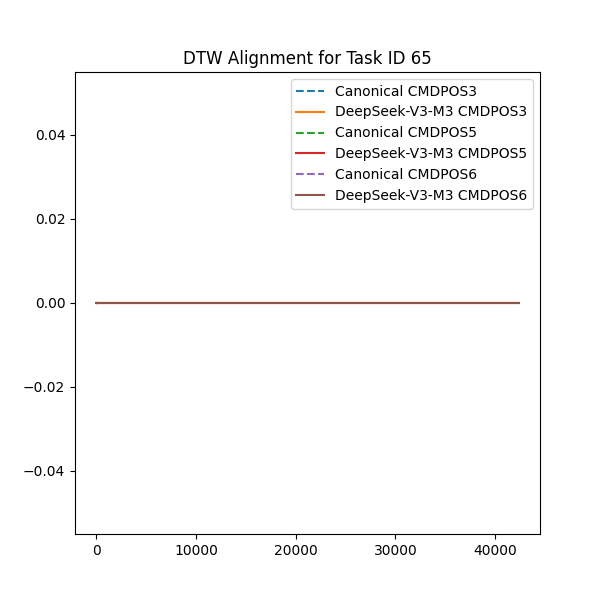 DTW Alignment for Task ID 65
Canonical CMDPOS3
DeepSeek-V3-M3 CMDPOS3
Canonical CMDPOS5
DeepSeek-V3-M3 CMDPOS5
Canonical CMDPOS6
DeepSeek-V3-M3 CMDPOS6
0.04
0.02
0.00
−0.02
−0.04
0 10000 20000 30000 40000